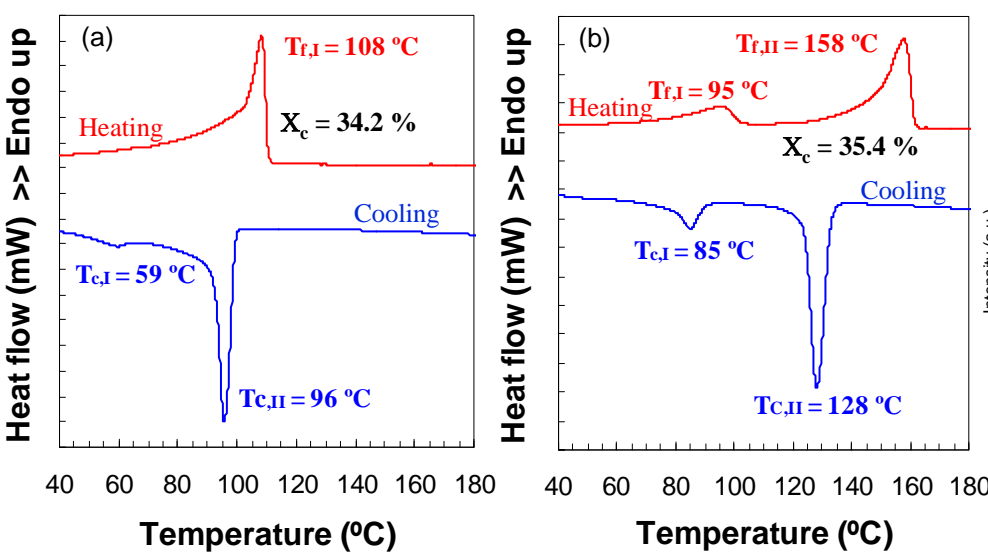 (a)
Tf,I = 108 ºC
Heating
Xc = 34.2 %
Cooling
Tc,I = 59 ºC
Tc,II = 96 ºC
Heat flow (mW) >> Endo up
40 60 80 100 120 140 160 180
Temperature (ºC)
(b)
Tf,II = 158 ºC
Tf,I = 95 ºC
Heating
Xc = 35.4 %
Cooling
Tc,I = 85 ºC
TC,II = 128 ºC
Heat flow (mW) >> Endo up
40 60 80 100 120 140 160 180
Temperature (ºC)